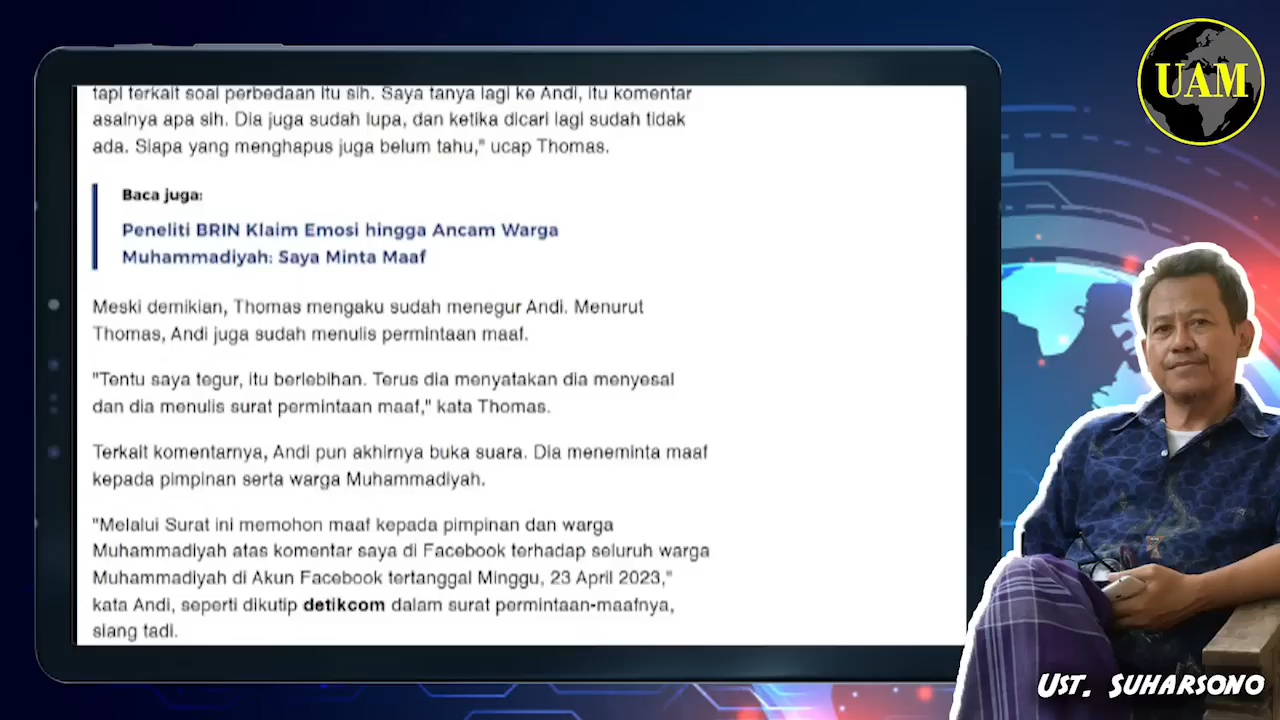 tapi terkait soal perbedaan itu sih. Saya tanya lagi ke Andi, itu komentar
asalnya apa sih. Dia juga sudah lupa, dan ketika dicari lagi sudah tidak
ada. Siapa yang menghapus juga belum tahu," ucap Thomas.
Baca juga:
Peneliti BRIN Klaim Emosi hingga Ancam Warga
Muhammadiyah: Saya Minta Maaf
Meski demikian, Thomas mengaku sudah menegur Andi. Menurut
Thomas, Andi juga sudah menulis permintaan maaf.
"Tentu saya tegur, itu berlebihan. Terus dia menyatakan dia menyesal
dan dia menulis surat permintaan maaf," kata Thomas.
Terkait komentarnya, Andi pun akhirnya buka suara. Dia meneminta maaf
kepada pimpinan serta warga Muhammadiyah.
"Melalui Surat ini memohon maaf kepada pimpinan dan warga
Muhammadiyah atas komentar saya di Facebook terhadap seluruh warga
Muhammadiyah di Akun Facebook tertanggal Minggu, 23 April 2023,"
kata Andi, seperti dikutip detikcom dalam surat permintaan-maafnya,
siang tadi.
UAM
UST. SUHARSONO